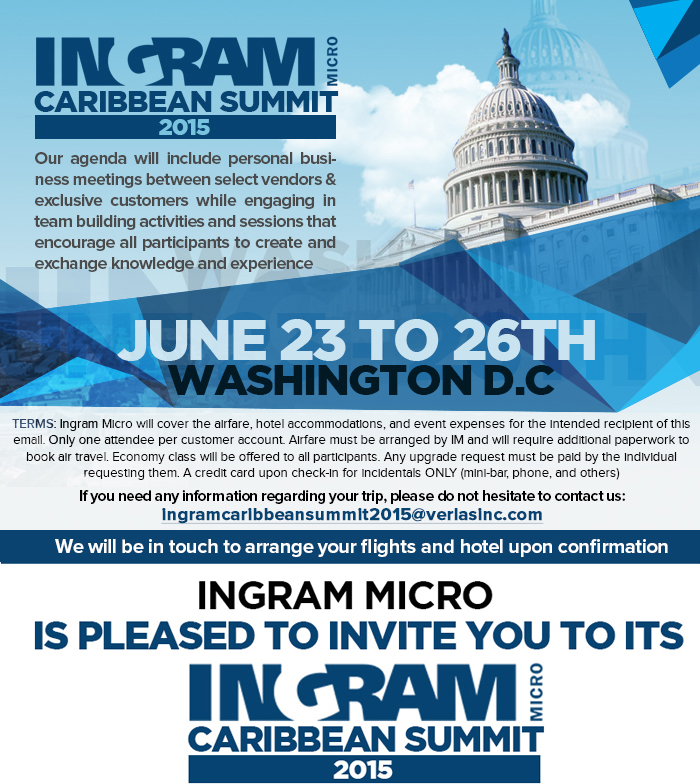 INGRAM MICRO
CARIBBEAN SUMMIT
2015
Our agenda will include personal busi-
ness meetings between select vendors &
exclusive customers while engaging in
team building activities and sessions that
encourage all participants to create and
exchange knowledge and experience
JUNE 23 TO 26TH
WASHINGTON D.C
TERMS: Ingram Micro will cover the airfare, hotel accommodations, and event expenses for the intended recipient of this
email. Only one attendee per customer account. Airfare must be arranged by IM and will require additional paperwork to
book air travel. Economy class will be offered to all participants. Any upgrade request must be paid by the individual
requesting them. A credit card upon check-in for incidentals ONLY (mini-bar, phone, and others)
If you need any information regarding your trip, please do not hesitate to contact us:
ingramcaribbeansummit2015@veriasinc.com
We will be in touch to arrange your flights and hotel upon confirmation
INGRAM MICRO
IS PLEASED TO INVITE YOU TO ITS
INGRAM MICRO
CARIBBEAN SUMMIT
2015